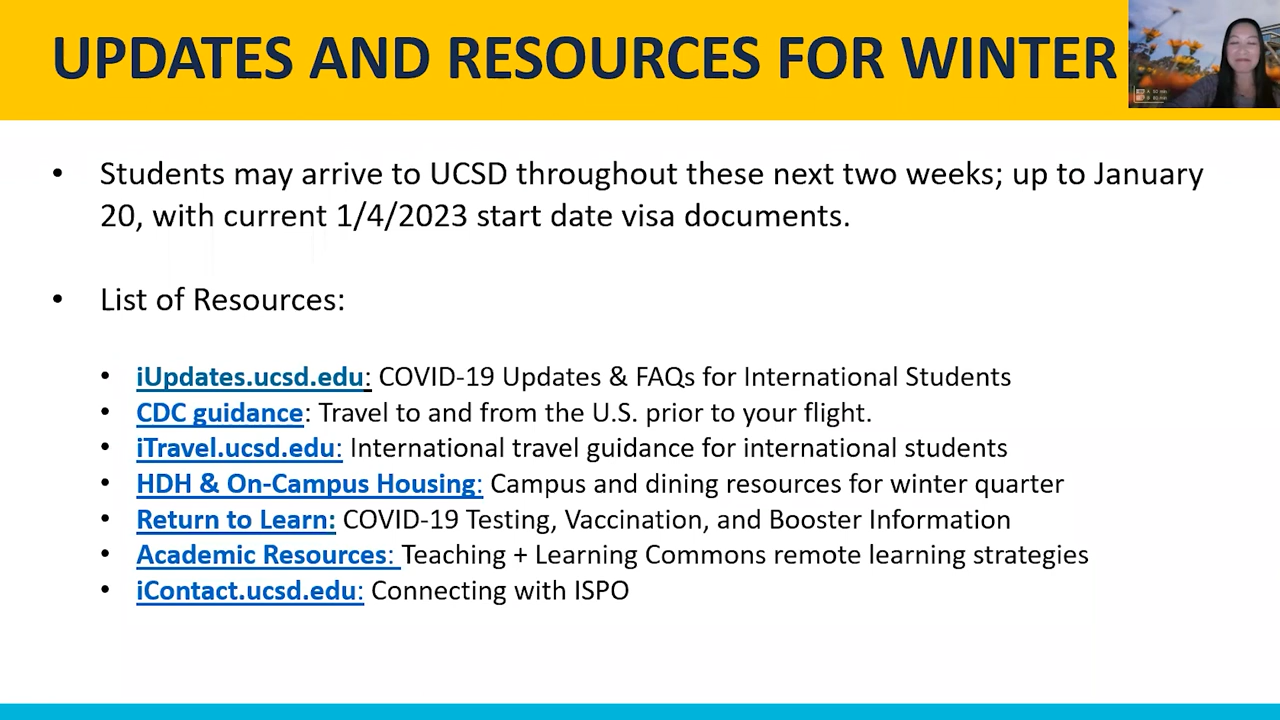 UPDATES AND RESOURCES FOR WINTER
• Students may arrive to UCSD throughout these next two weeks; up to January
20, with current 1/4/2023 start date visa documents.
• List of Resources:
• iUpdates.ucsd.edu: COVID-19 Updates & FAQs for International Students
• CDC guidance: Travel to and from the U.S. prior to your flight.
• iTravel.ucsd.edu: International travel guidance for international students
• HDH & On-Campus Housing: Campus and dining resources for winter quarter
• Return to Learn: COVID-19 Testing, Vaccination, and Booster Information
• Academic Resources: Teaching + Learning Commons remote learning strategies
• iContact.ucsd.edu: Connecting with ISPO